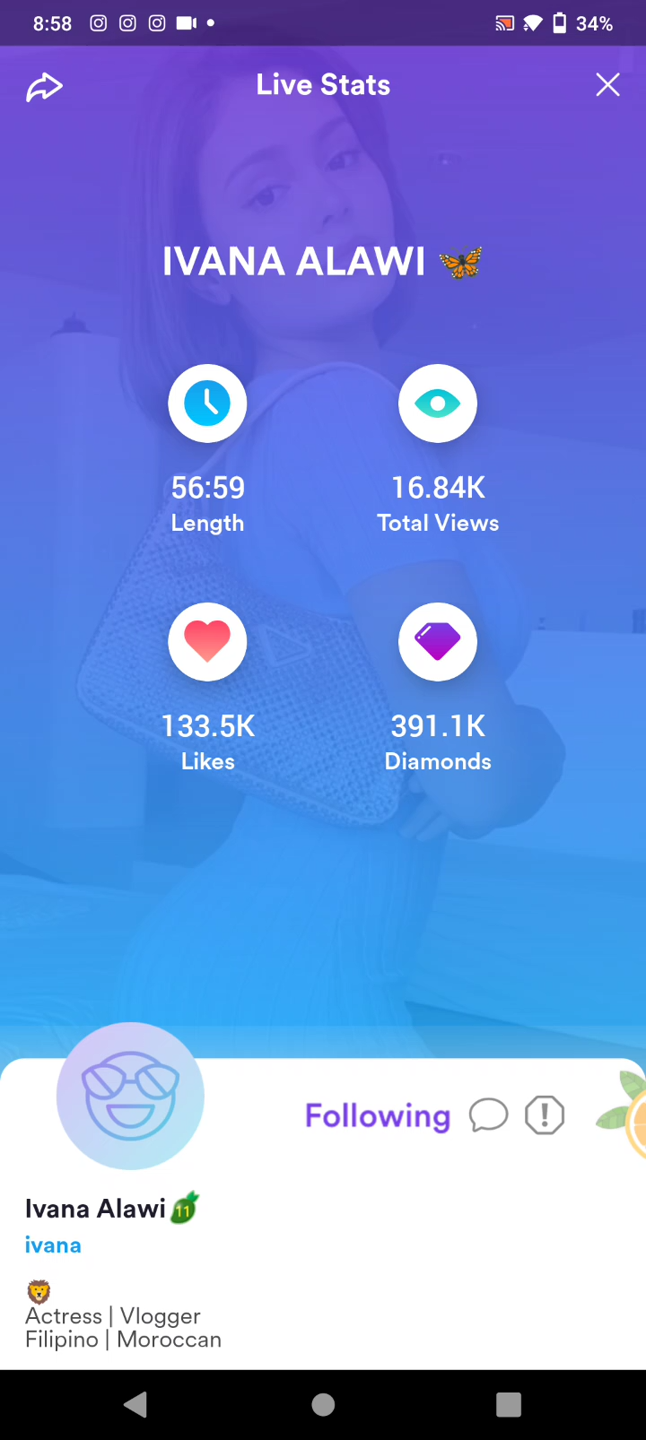 8:58
34%
Live Stats
IVANA ALAWI 🦋
56:59
16.84K
Length
Total Views
133.5K
391.1K
Likes
Diamonds
Following
Ivana Alawi
11
ivana
🦁
Actress | Vlogger
Filipino | Moroccan